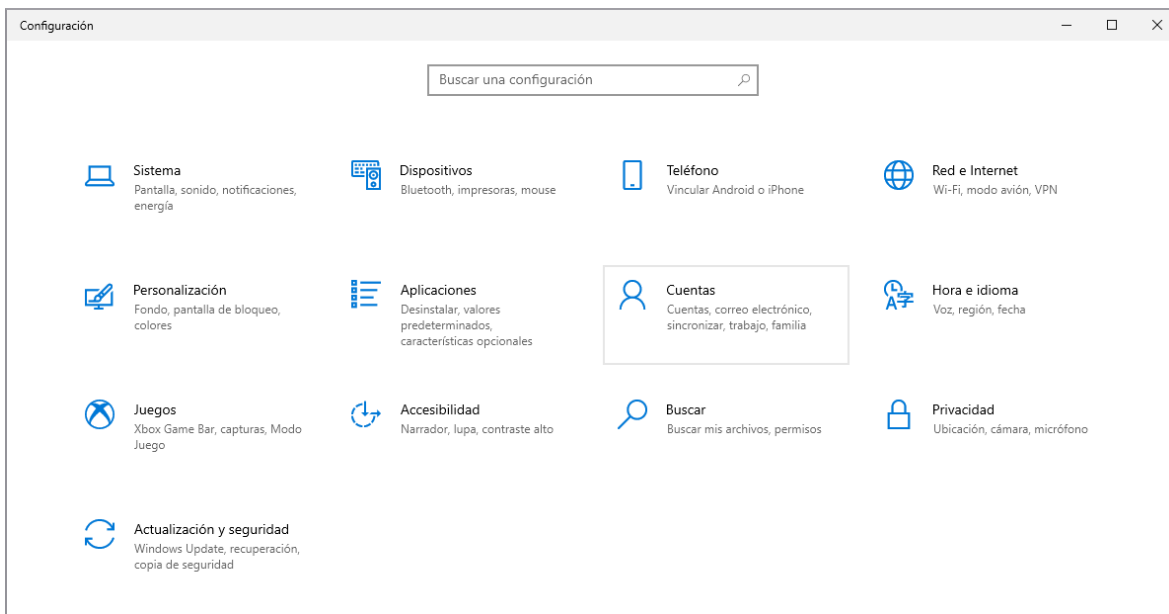 Configuración
Buscar una configuración
Sistema
Pantalla, sonido, notificaciones,
energía
Dispositivos
Bluetooth, impresoras, mouse
Teléfono
Vincular Android o iPhone
Red e Internet
Wi-Fi, modo avión, VPN
Personalización
Fondo, pantalla de bloqueo,
colores
Aplicaciones
Desinstalar, valores
predeterminados,
características opcionales
Cuentas
Cuentas, correo electrónico,
sincronizar, trabajo, familia
Hora e idioma
Voz, región, fecha
Juegos
Xbox Game Bar, capturas, Modo
Juego
Accesibilidad
Narrador, lupa, contraste alto
Buscar
Buscar mis archivos, permisos
Privacidad
Ubicación, cámara, micrófono
Actualización y seguridad
Windows Update, recuperación,
copia de seguridad